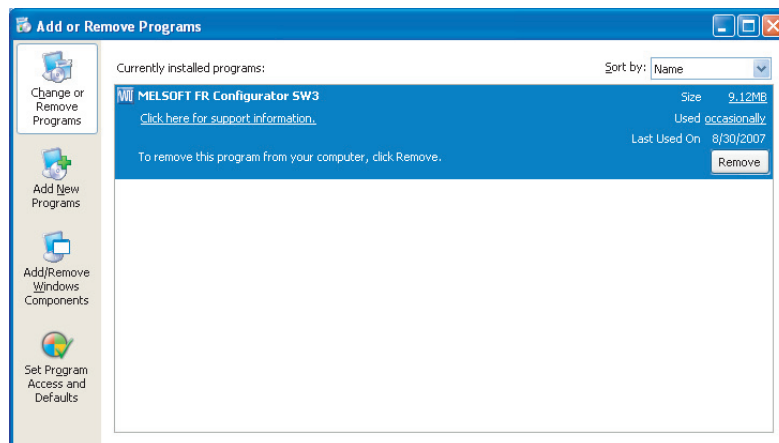 Add or Remove Programs
Change or
Remove
Programs
Add New
Programs
Add/Remove
Windows
Components
Set Program
Access and
Defaults
Currently installed programs:
Sort by: Name
MELSOFT FR Configurator SW3
Size 9.12MB
Click here for support information.
Used occasionally
Last Used On 8/30/2007
To remove this program from your computer, click Remove.
Remove